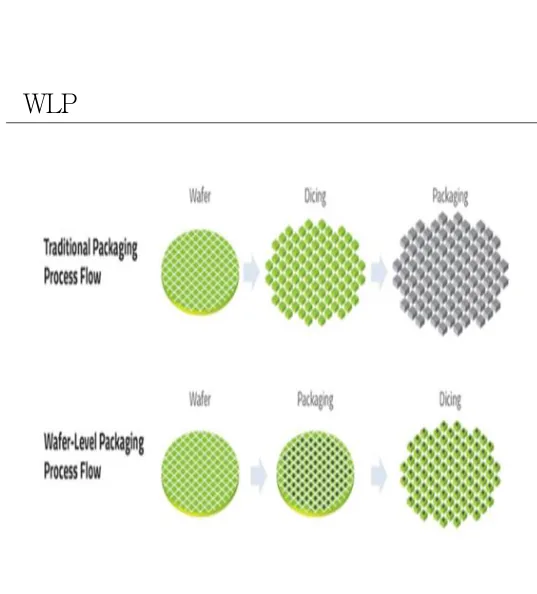 WLP
Wafer
Dicing
Packaging
Traditional Packaging
Process Flow
Wafer
Packaging
Dicing
Wafer-Level Packaging
Process Flow